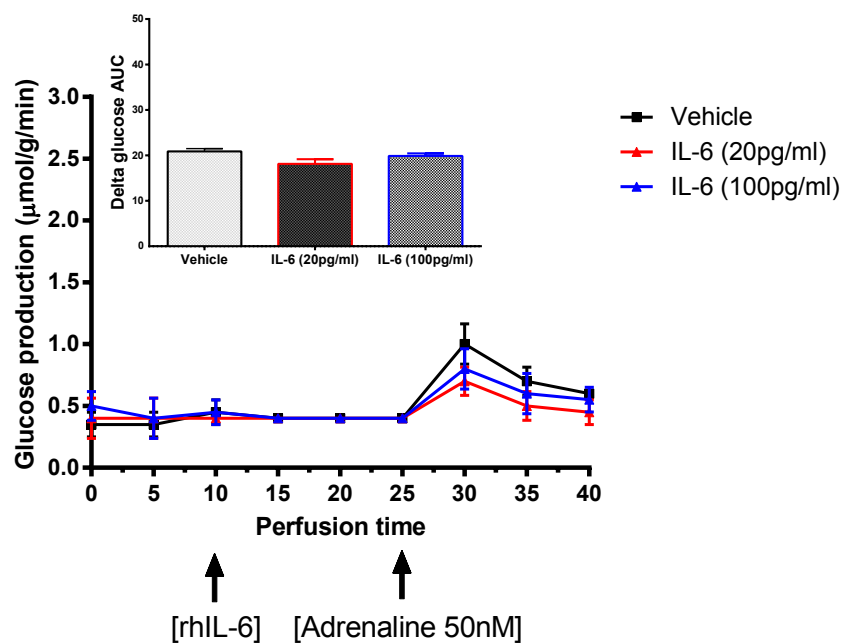 50
40
30
20
10
0
Delta glucose AUC
Vehicle IL-6 (20pg/ml) IL-6 (100pg/ml)
3.0
2.5
2.0
1.5
1.0
0.5
0.0
Glucose production (μmol/g/min)
0 5 10 15 20 25 30 35 40
Perfusion time
[rhIL-6] [Adrenaline 50nM]
Vehicle
IL-6 (20pg/ml)
IL-6 (100pg/ml)